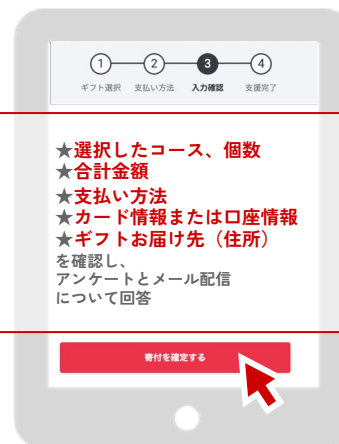 1 2 3 4
ギフト選択 支払い方法 入力確認 支援完了
★選択したコース、個数
★合計金額
★支払い方法
★カード情報または口座情報
★ギフトお届け先（住所）
を確認し、
アンケートとメール配信
について回答
寄付を確定する